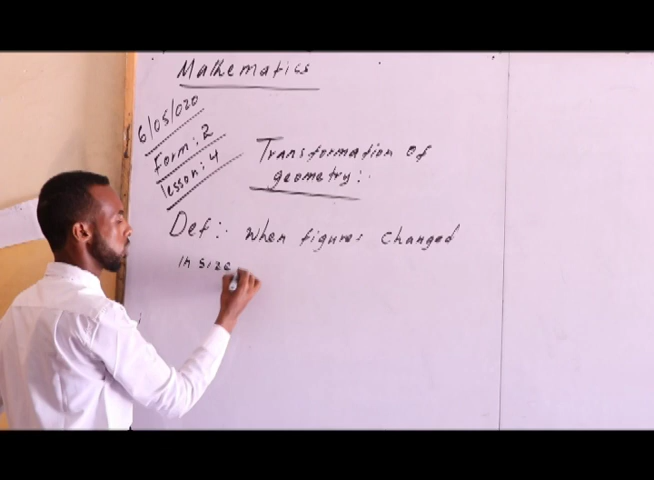 Mathematics
6/05/020
Form: 2
lesson: 4
Transformation of
geometry:.
Def:. When figures changed
in size